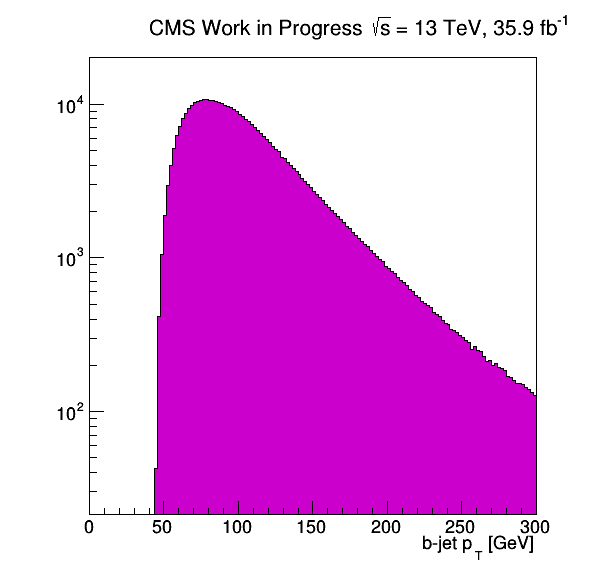 CMS Work in Progress √s = 13 TeV, 35.9 fb⁻¹
10⁴
10³
10²
0 50 100 150 200 250 300
b-jet p_T [GeV]